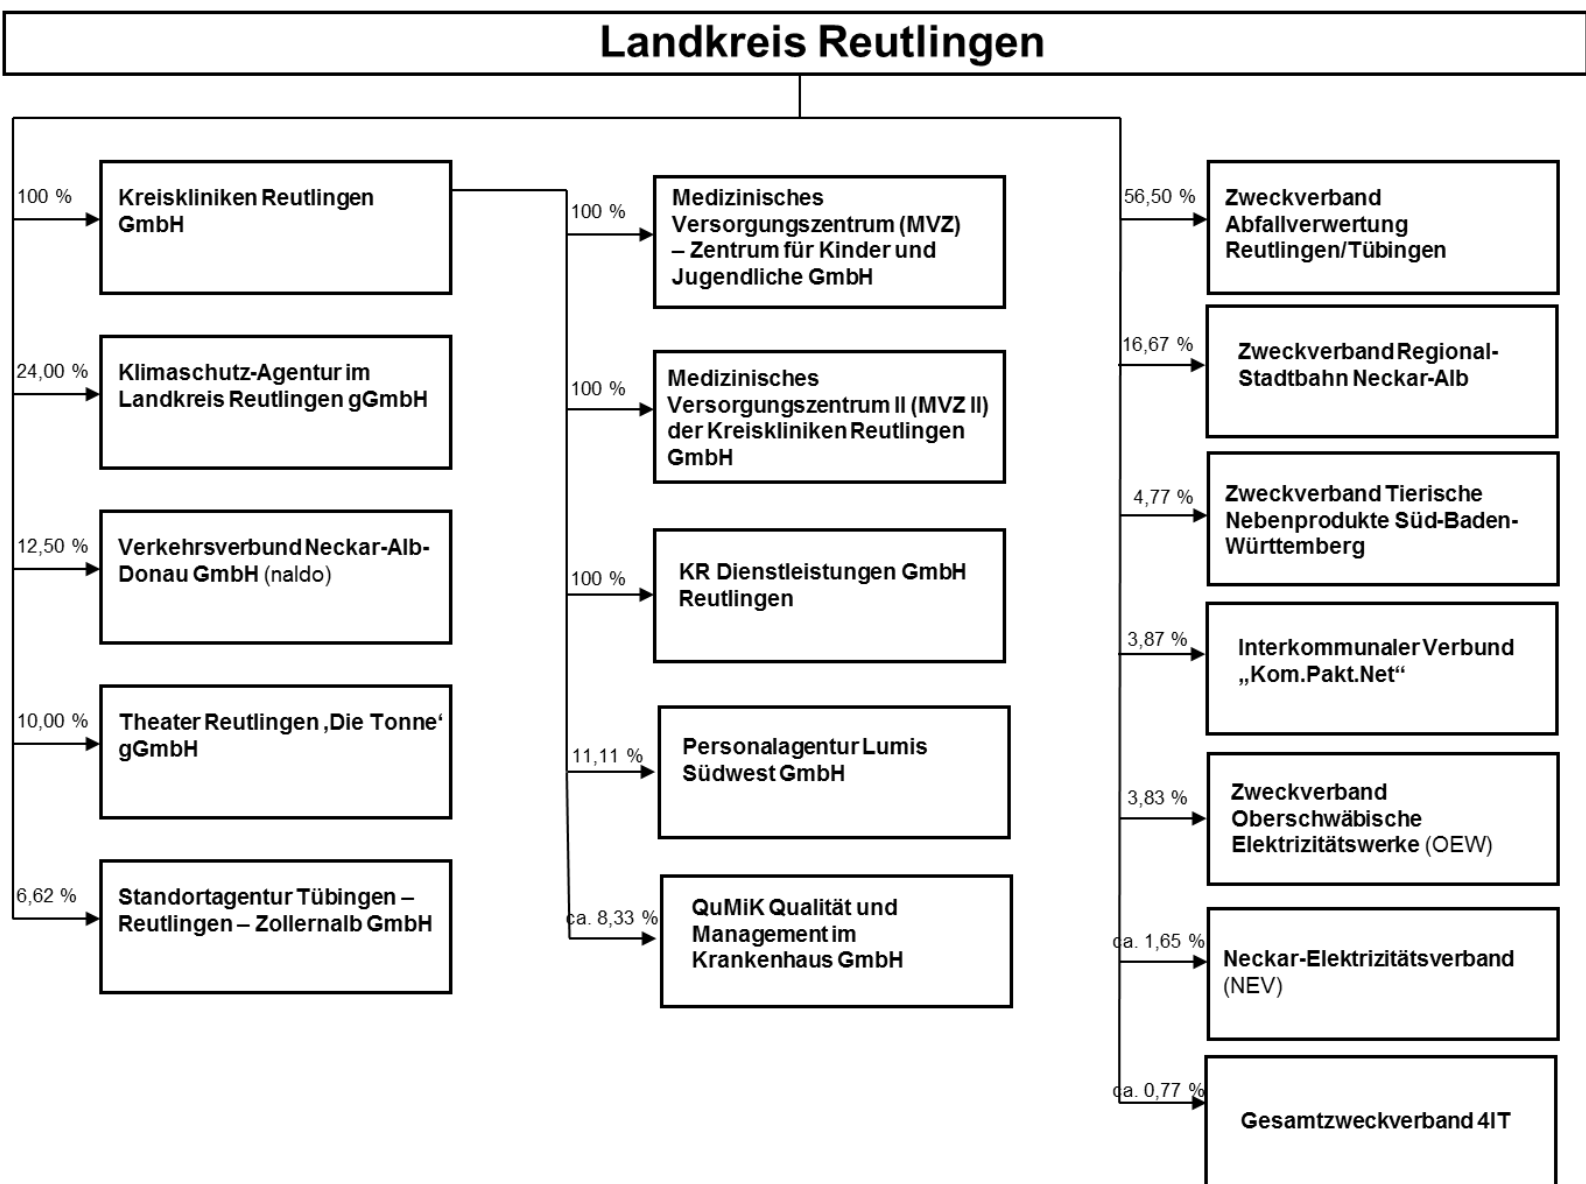 Landkreis Reutlingen
100 %
Kreiskliniken Reutlingen
GmbH
24,00 %
Klimaschutz-Agentur im
Landkreis Reutlingen gGmbH
12,50 %
Verkehrsverbund Neckar-Alb-
Donau GmbH (naldo)
10,00 %
Theater Reutlingen ‚Die Tonne‘
gGmbH
6,62 %
Standortagentur Tübingen –
Reutlingen – Zollernalb GmbH
100 %
Medizinisches
Versorgungszentrum (MVZ)
– Zentrum für Kinder und
Jugendliche GmbH
100 %
Medizinisches
Versorgungszentrum II (MVZ II)
der Kreiskliniken Reutlingen
GmbH
100 %
KR Dienstleistungen GmbH
Reutlingen
11,11 %
Personalagentur Lumis
Südwest GmbH
ca. 8,33 %
QuMiK Qualität und
Management im
Krankenhaus GmbH
56,50 %
Zweckverband
Abfallverwertung
Reutlingen/Tübingen
16,67 %
Zweckverband Regional-
Stadtbahn Neckar-Alb
4,77 %
Zweckverband Tierische
Nebenprodukte Süd-Baden-
Württemberg
3,87 %
Interkommunaler Verbund
„Kom.Pakt.Net“
3,83 %
Zweckverband
Oberschwäbische
Elektrizitätswerke (OEW)
ca. 1,65 %
Neckar-Elektrizitätsverband
(NEV)
ca. 0,77 %
Gesamtzweckverband 4IT